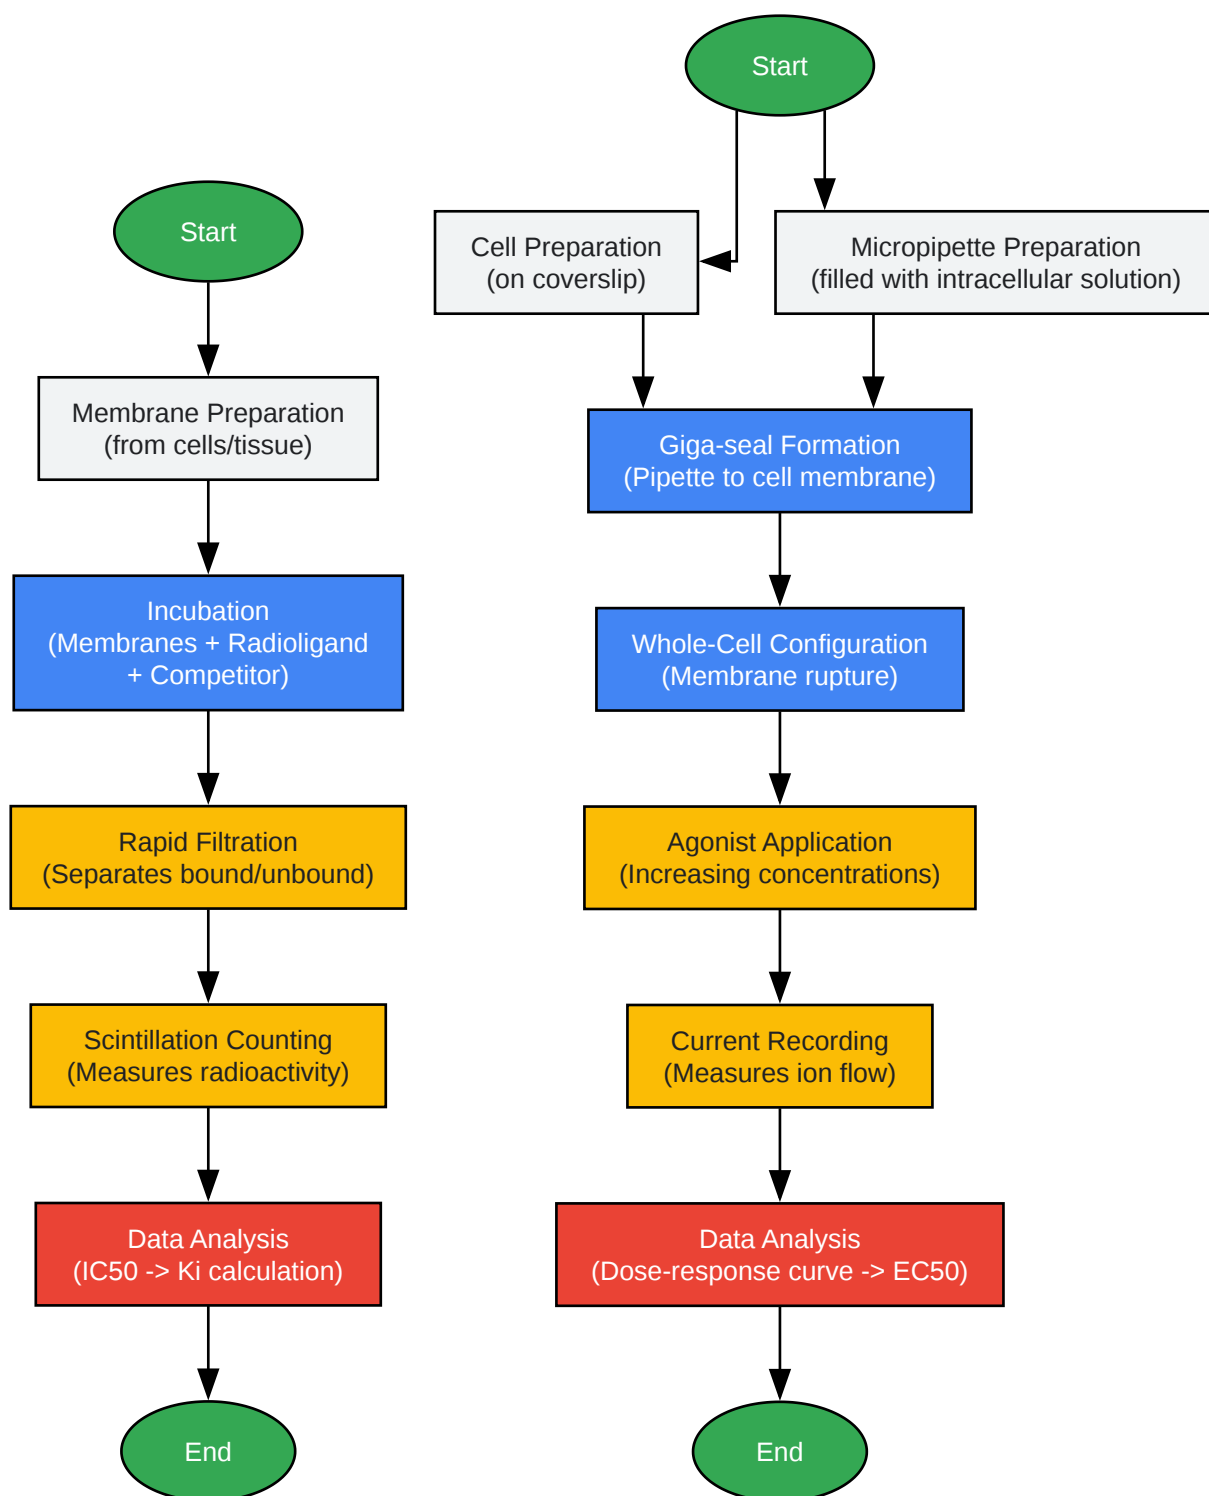 Start
Membrane Preparation
(from cells/tissue)
Incubation
(Membranes + Radioligand
+ Competitor)
Rapid Filtration
(Separates bound/unbound)
Scintillation Counting
(Measures radioactivity)
Data Analysis
(IC50 -> Ki calculation)
End
Start
Cell Preparation
(on coverslip)
Micropipette Preparation
(filled with intracellular solution)
Giga-seal Formation
(Pipette to cell membrane)
Whole-Cell Configuration
(Membrane rupture)
Agonist Application
(Increasing concentrations)
Current Recording
(Measures ion flow)
Data Analysis
(Dose-response curve -> EC50)
End